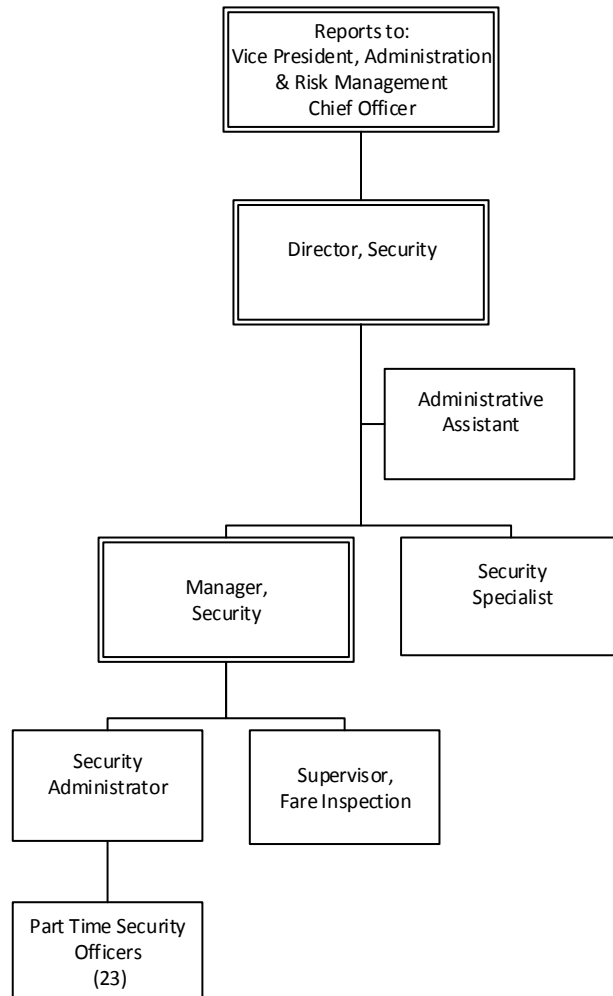 Reports to:
Vice President, Administration
& Risk Management
Chief Officer
Director, Security
Administrative
Assistant
Manager,
Security
Security
Specialist
Security
Administrator
Supervisor,
Fare Inspection
Part Time Security
Officers
(23)